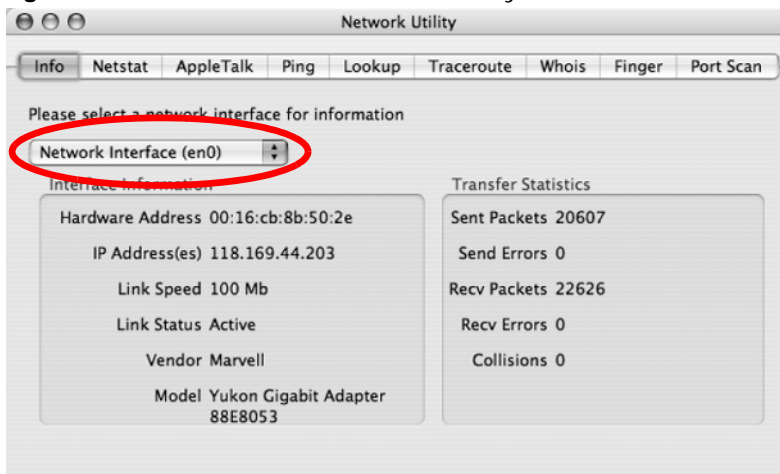 Network Utility
Info Netstat AppleTalk Ping Lookup Traceroute Whois Finger Port Scan
Please select a network interface for information
Network Interface (en0)
Interface Information
Hardware Address 00:16:cb:8b:50:2e
IP Address(es) 118.169.44.203
Link Speed 100 Mb
Link Status Active
Vendor Marvell
Model Yukon Gigabit Adapter
88E8053
Transfer Statistics
Sent Packets 20607
Send Errors 0
Recv Packets 22626
Recv Errors 0
Collisions 0